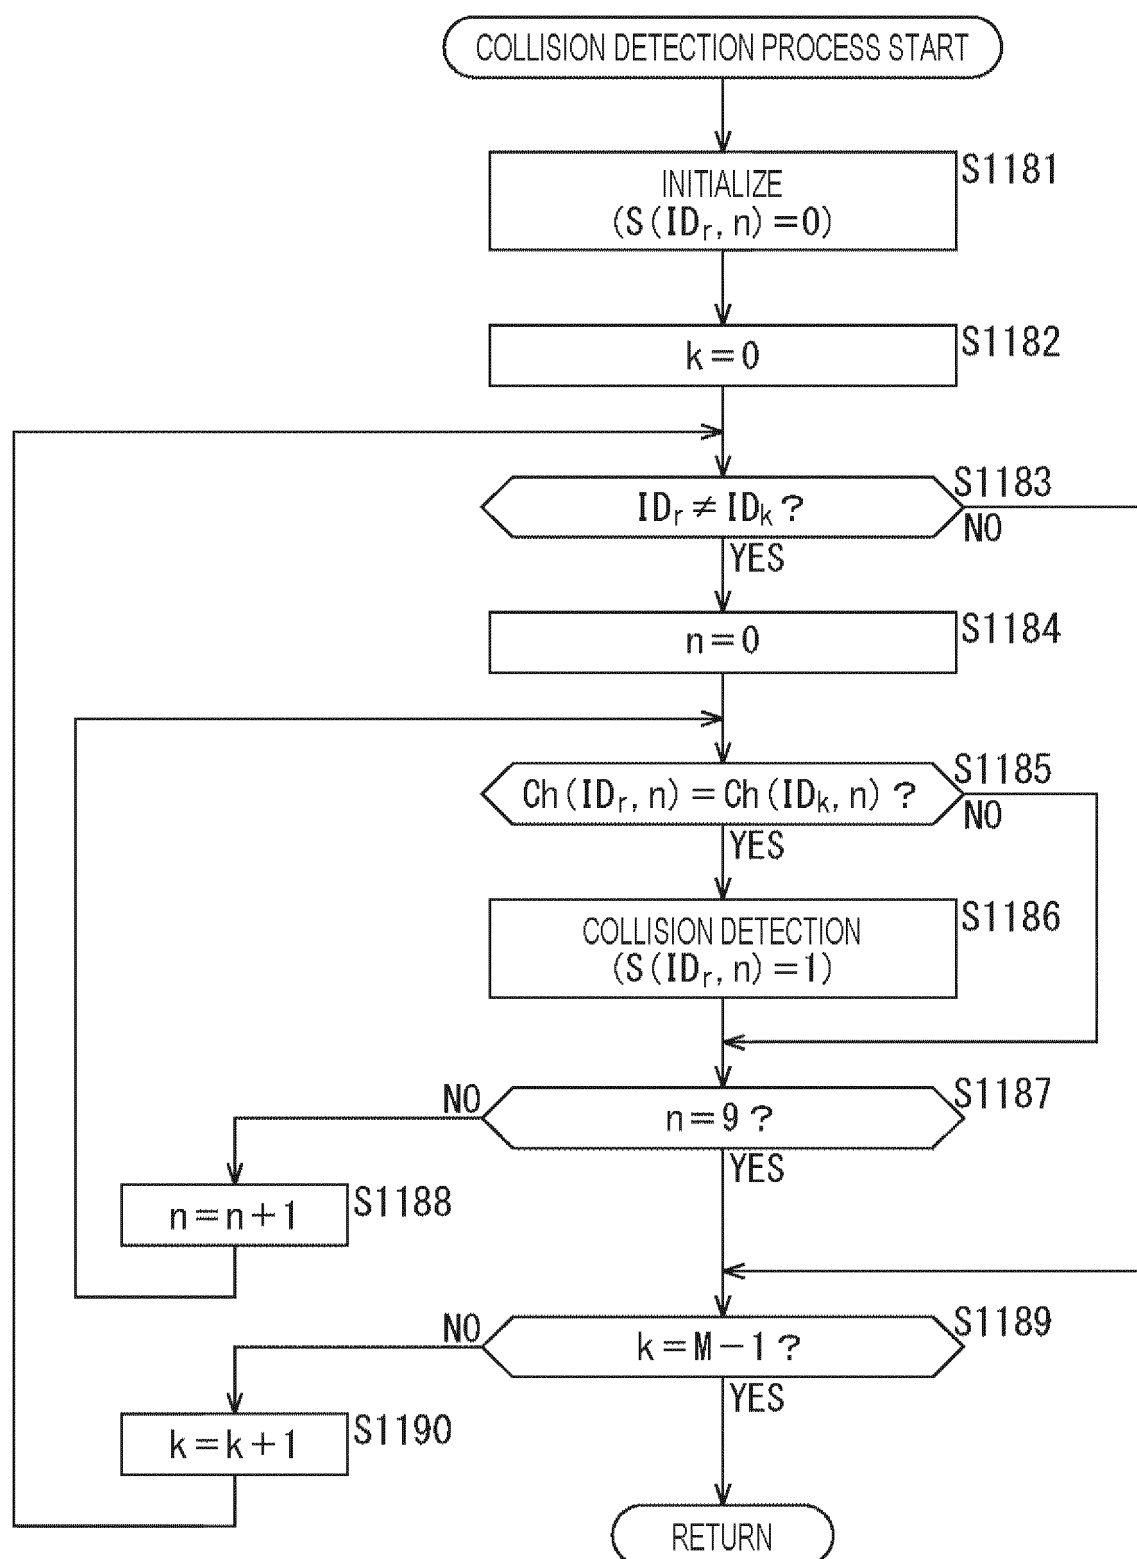 COLLISION DETECTION PROCESS START
S1181
INITIALIZE
(S(IDr, n)=0)
S1182
k=0
S1183
IDr≠IDk?
NO
YES
S1184
n=0
S1185
Ch(IDr, n)=Ch(IDk, n)?
NO
YES
S1186
COLLISION DETECTION
(S(IDr, n)=1)
S1187
NO
n=9?
YES
S1188
n=n+1
S1189
NO
k=M-1?
YES
S1190
k=k+1
RETURN